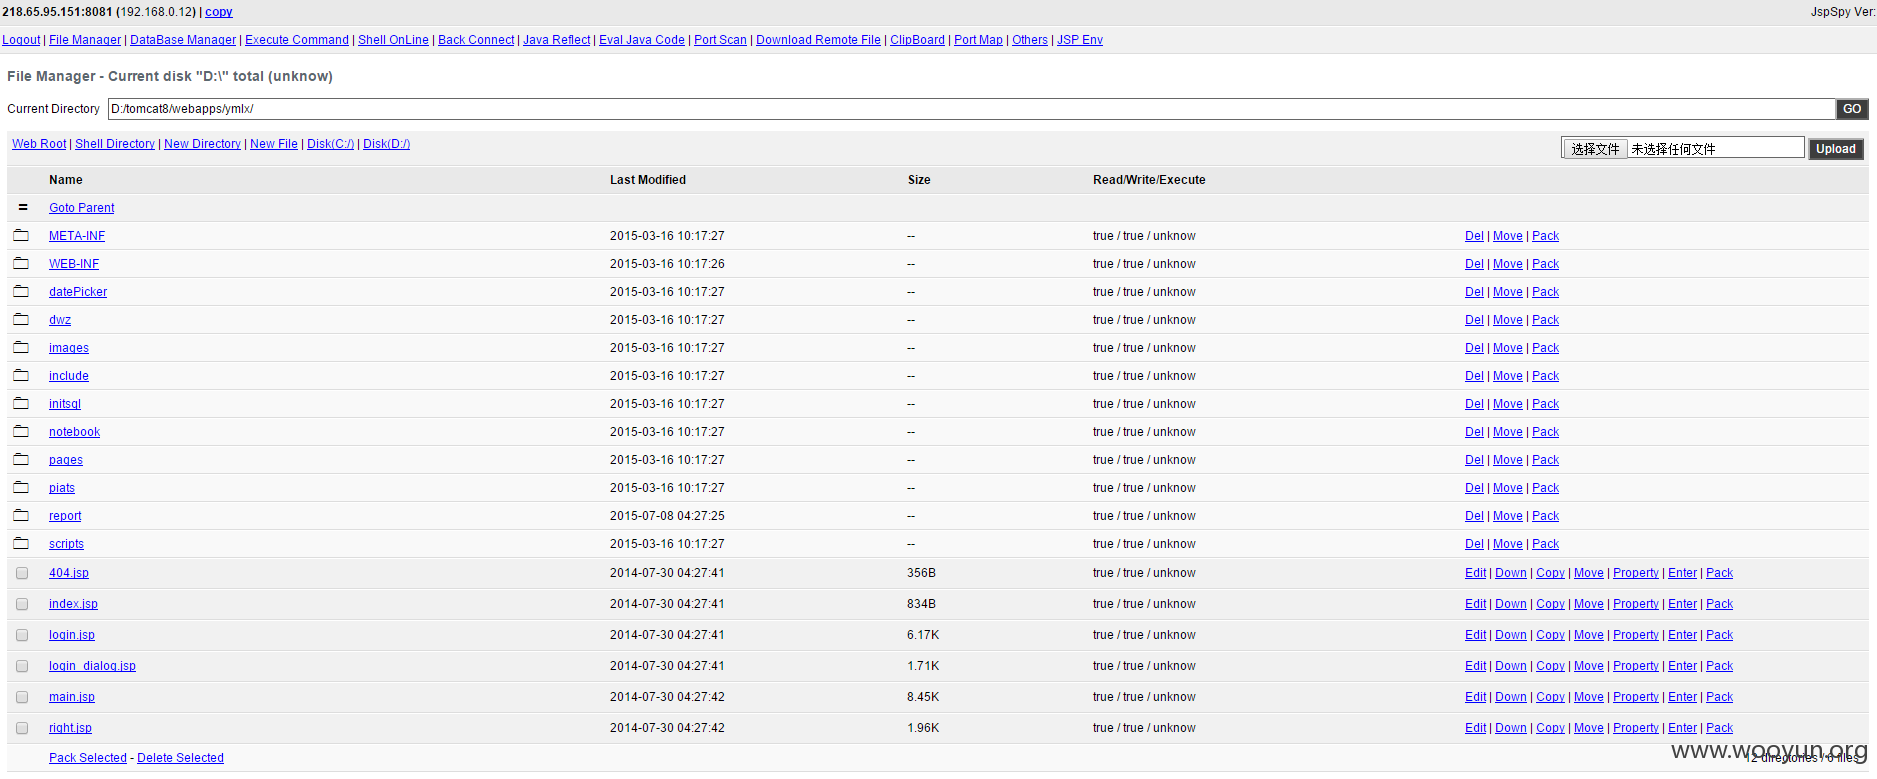 218.65.95.151:8081 (192.168.0.12) | copy JspSpy Ver:
Logout | File Manager | DataBase Manager | Execute Command | Shell OnLine | Back Connect | Java Reflect | Eval Java Code | Port Scan | Download Remote File | ClipBoard | Port Map | Others | JSP Env
File Manager - Current disk "D:\" total (unknow)
Current Directory D:/tomcat8/webapps/ymlx/ GO
Web Root | Shell Directory | New Directory | New File | Disk(C:/) | Disk(D:/) 选择文件 未选择任何文件 Upload
Name Last Modified Size Read/Write/Execute
= Goto Parent
META-INF 2015-03-16 10:17:27 -- true / true / unknow Del | Move | Pack
WEB-INF 2015-03-16 10:17:26 -- true / true / unknow Del | Move | Pack
datePicker 2015-03-16 10:17:27 -- true / true / unknow Del | Move | Pack
dwz 2015-03-16 10:17:27 -- true / true / unknow Del | Move | Pack
images 2015-03-16 10:17:27 -- true / true / unknow Del | Move | Pack
include 2015-03-16 10:17:27 -- true / true / unknow Del | Move | Pack
initsql 2015-03-16 10:17:27 -- true / true / unknow Del | Move | Pack
notebook 2015-03-16 10:17:27 -- true / true / unknow Del | Move | Pack
pages 2015-03-16 10:17:27 -- true / true / unknow Del | Move | Pack
piats 2015-03-16 10:17:27 -- true / true / unknow Del | Move | Pack
report 2015-07-08 04:27:25 -- true / true / unknow Del | Move | Pack
scripts 2015-03-16 10:17:27 -- true / true / unknow Del | Move | Pack
404.jsp 2014-07-30 04:27:41 356B true / true / unknow Edit | Down | Copy | Move | Property | Enter | Pack
index.jsp 2014-07-30 04:27:41 834B true / true / unknow Edit | Down | Copy | Move | Property | Enter | Pack
login.jsp 2014-07-30 04:27:41 6.17K true / true / unknow Edit | Down | Copy | Move | Property | Enter | Pack
login_dialog.jsp 2014-07-30 04:27:41 1.71K true / true / unknow Edit | Down | Copy | Move | Property | Enter | Pack
main.jsp 2014-07-30 04:27:42 8.45K true / true / unknow Edit | Down | Copy | Move | Property | Enter | Pack
right.jsp 2014-07-30 04:27:42 1.96K true / true / unknow Edit | Down | Copy | Move | Property | Enter | Pack
Pack Selected - Delete Selected 12 directories / 6 files
www.wooyun.org